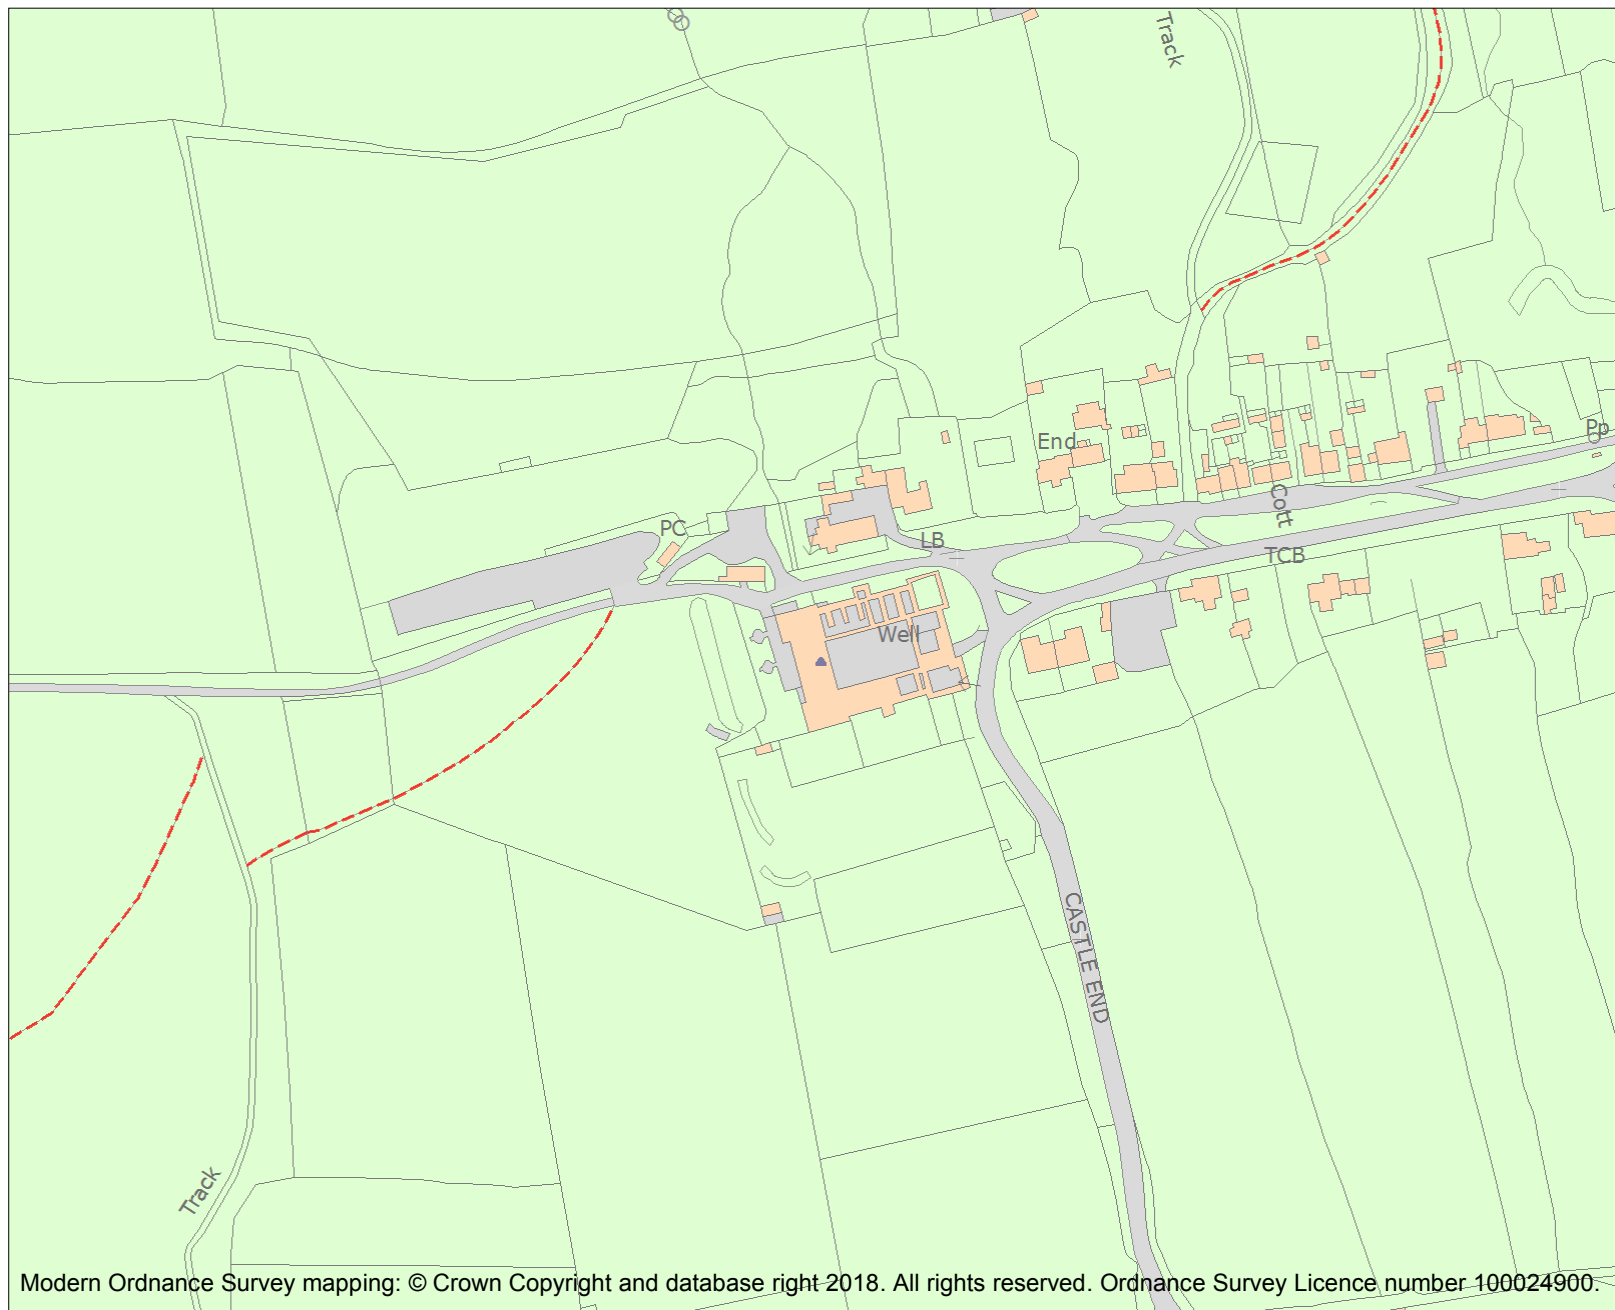 Track
End
Pp
Cott
PC
LB
TCB
Well
CASTLE END
Track
Modern Ordnance Survey mapping: © Crown Copyright and database right 2018. All rights reserved. Ordnance Survey Licence number 100024900.